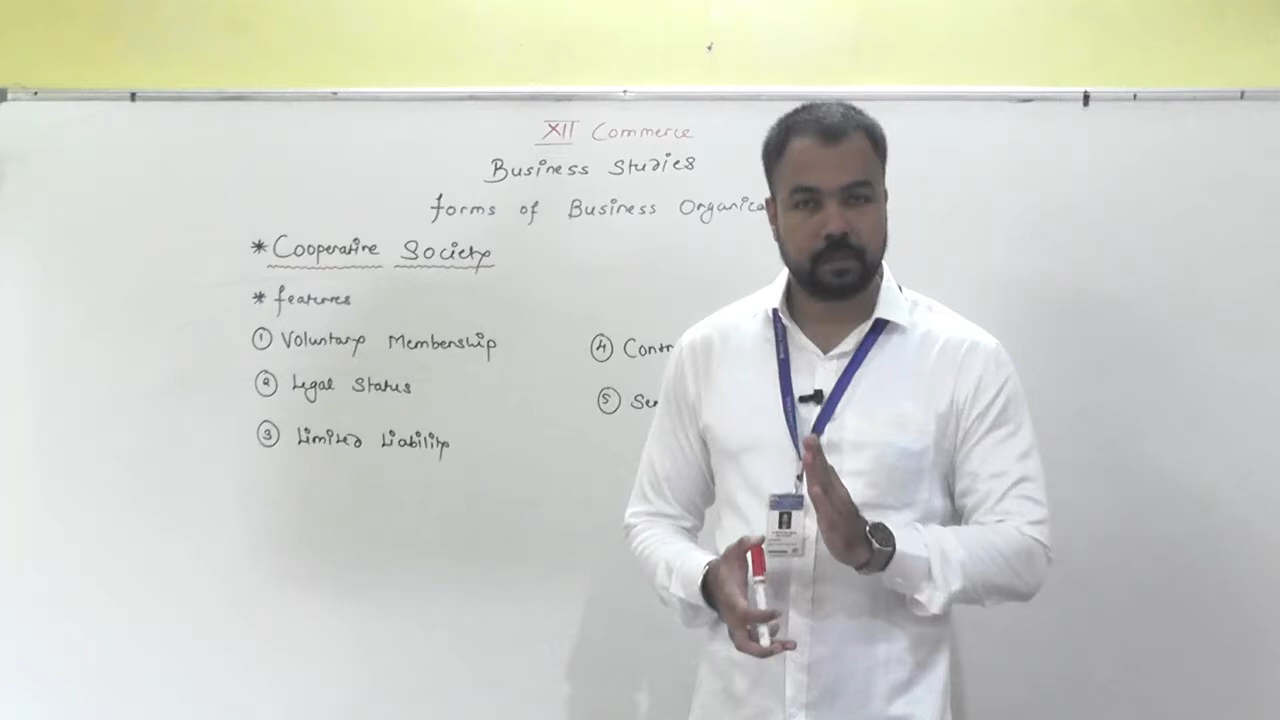 XII Commerce
Business Studies
forms of Business Organiza
* Cooperative Society
* features
① Voluntary Membership
② Legal Status
③ Limited Liability
④ Contr
⑤ Se